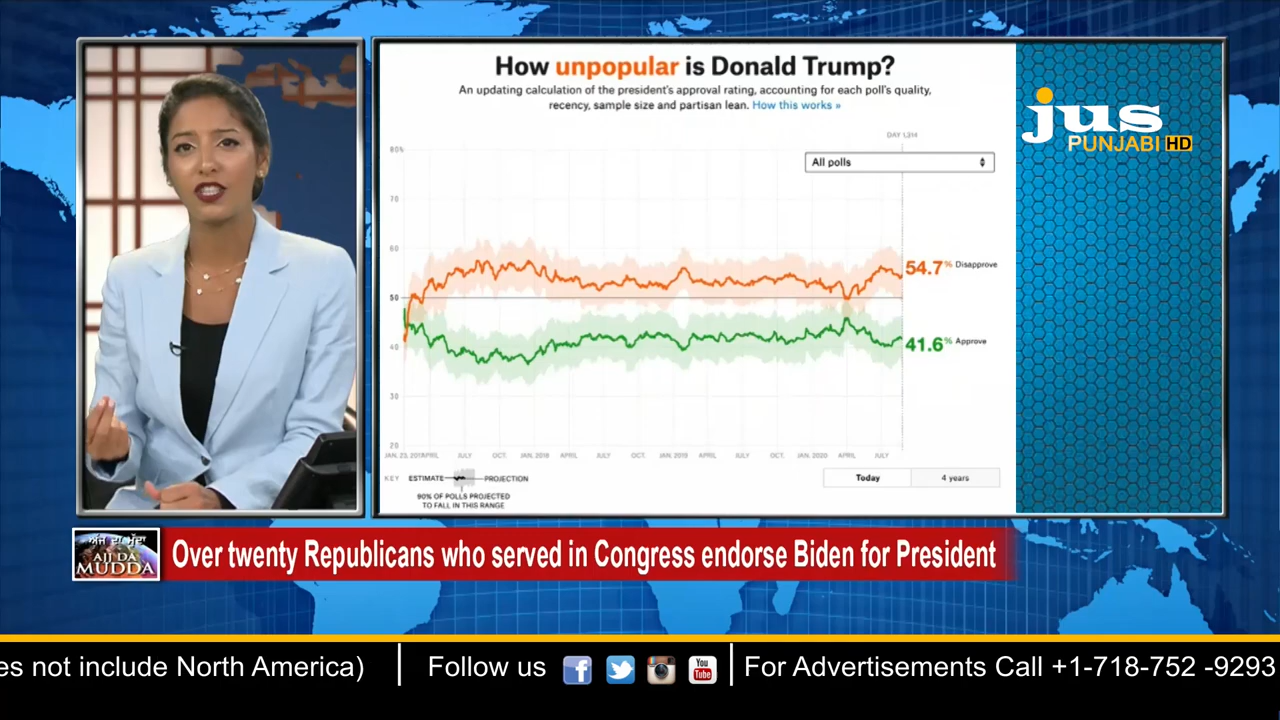 How unpopular is Donald Trump?
An updating calculation of the president's approval rating, accounting for each poll's quality,
recency, sample size and partisan lean. How this works »
DAY 1,314
All polls
85%
70
60
50
40
30
20
54.7% Disapprove
41.6% Approve
JAN. 23, 2017 APRIL JULY OCT. JAN. 2018 APRIL JULY OCT. JAN. 2019 APRIL JULY OCT. JAN. 2020 APRIL JULY
KEY ESTIMATE PROJECTION
90% OF POLLS PROJECTED
TO FALL IN THIS RANGE
Today 4 years
jus
PUNJABI HD
ਅੱਜ ਦਾ ਮੁੱਦਾ
AJJ DA
MUDDA
Over twenty Republicans who served in Congress endorse Biden for President
es not include North America) Follow us You Tube For Advertisements Call +1-718-752 -9293